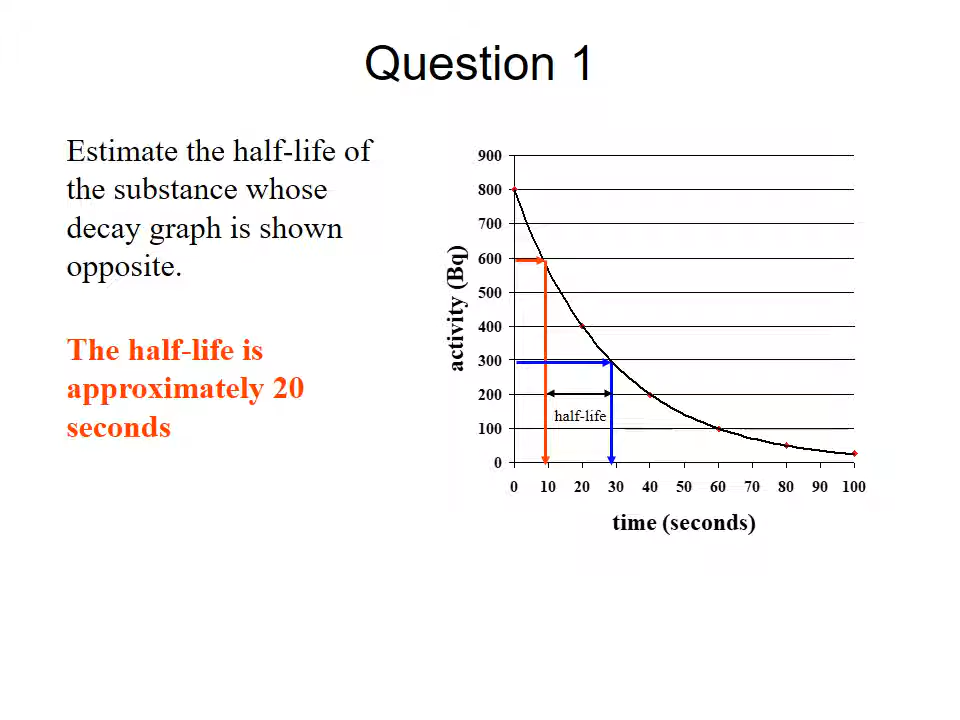 Question 1
Estimate the half-life of
the substance whose
decay graph is shown
opposite.
The half-life is
approximately 20
seconds
900
800
700
600
500
400
300
200
100
0
activity (Bq)
half-life
0 10 20 30 40 50 60 70 80 90 100
time (seconds)